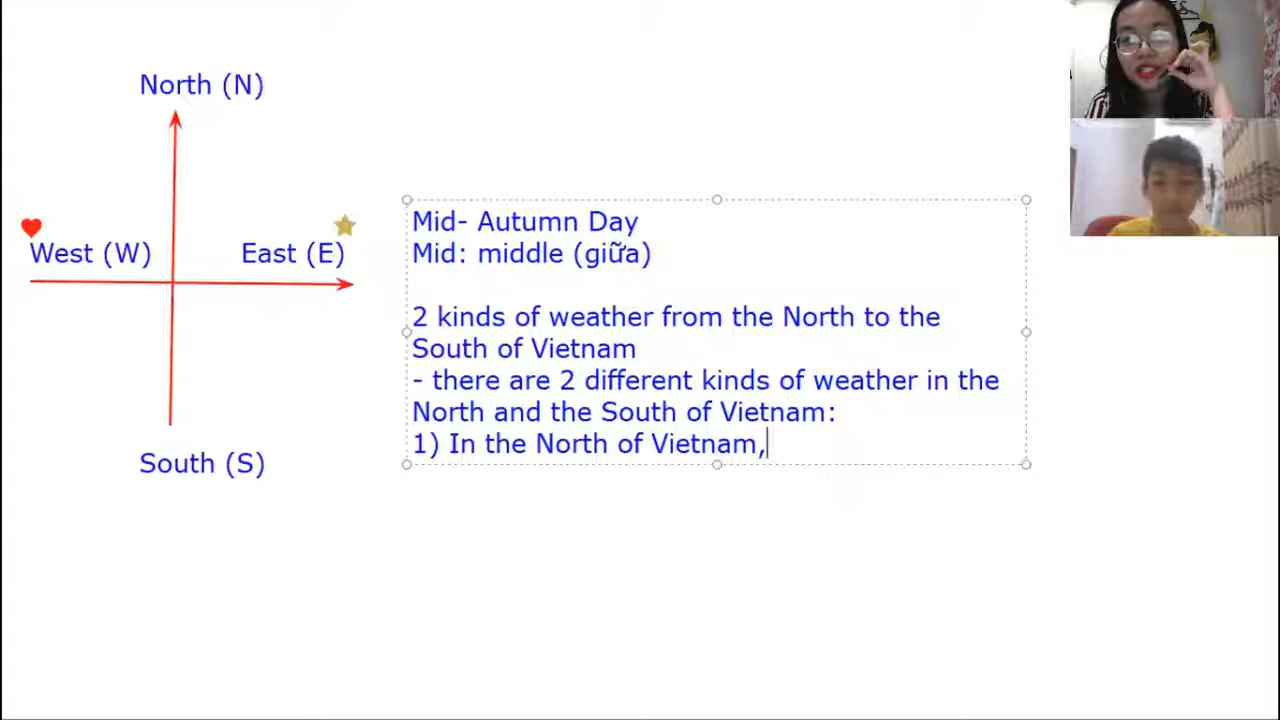 North (N)
West (W)
East (E)
South (S)
Mid- Autumn Day
Mid: middle (giữa)
2 kinds of weather from the North to the
South of Vietnam
- there are 2 different kinds of weather in the
North and the South of Vietnam:
1) In the North of Vietnam,